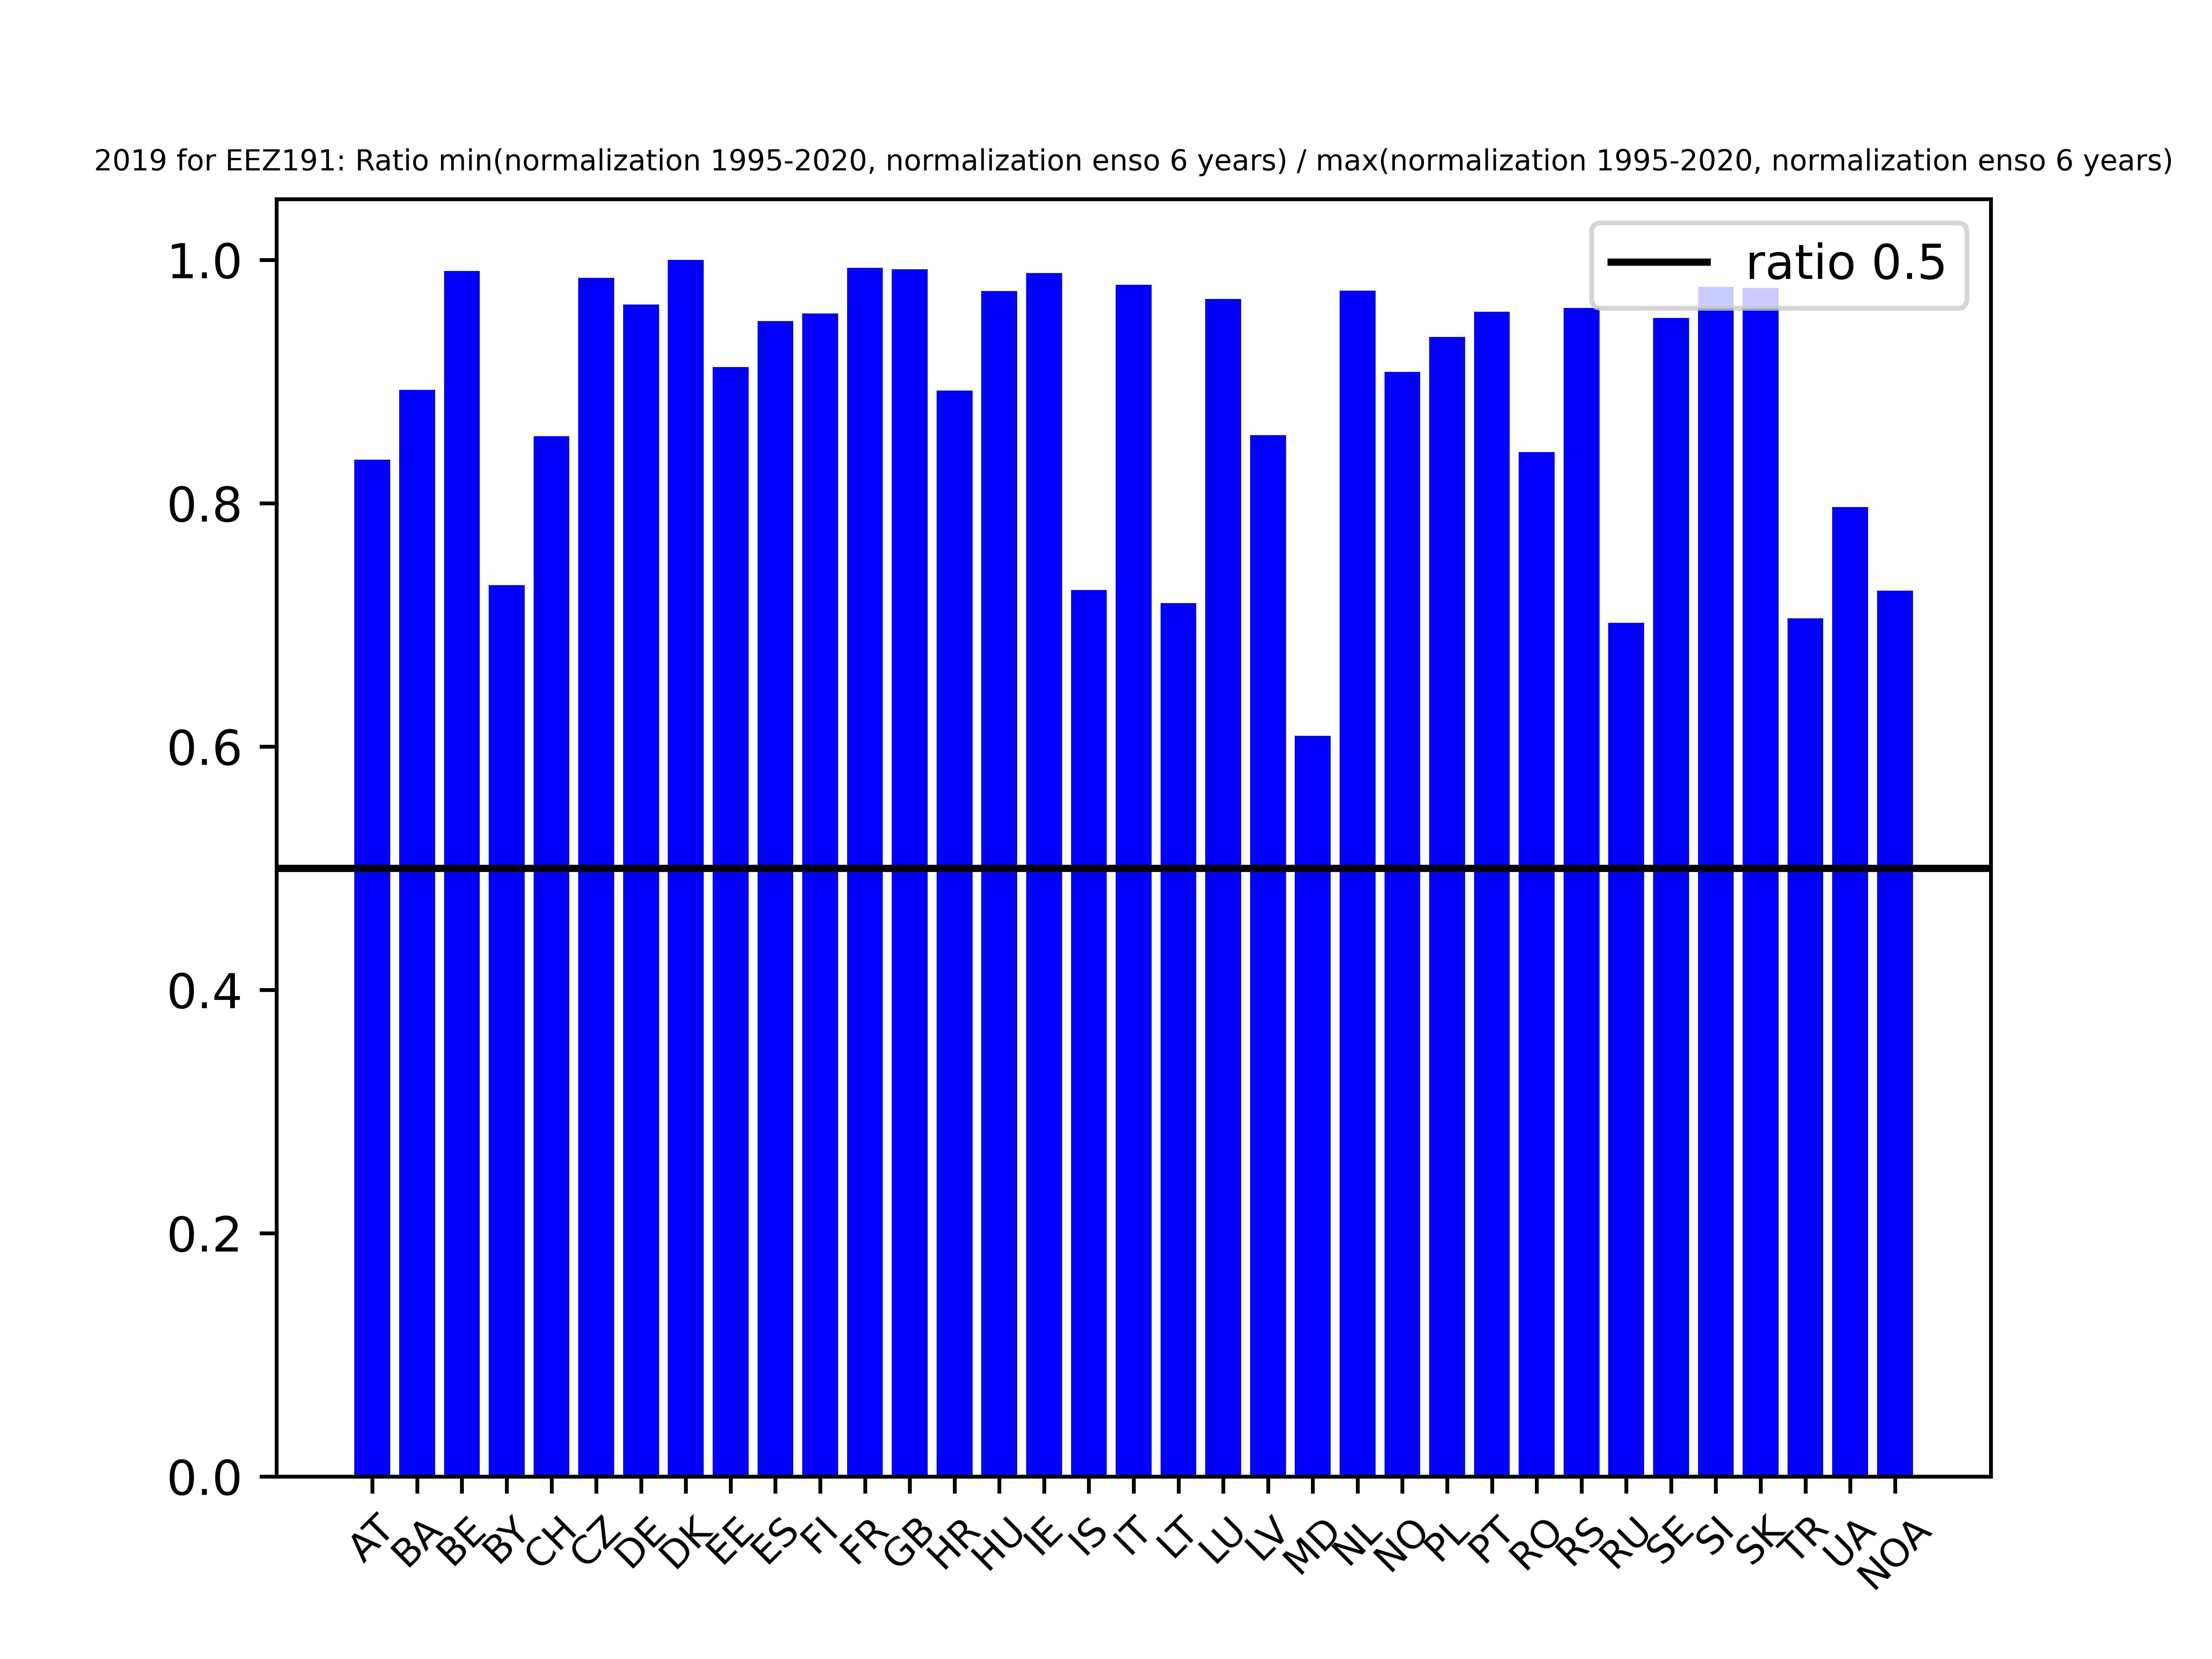 2019 for EEZ191: Ratio min(normalization 1995-2020, normalization enso 6 years) / max(normalization 1995-2020, normalization enso 6 years)
ratio 0.5
1.0
0.8
0.6
0.4
0.2
0.0
AT BA BE BY CH CZ DE DK EE ES FI FR GB HR HU IE IS IT LT LU LV MD NL NO PL PT RO RS RU SE SI SK TR UA NOA